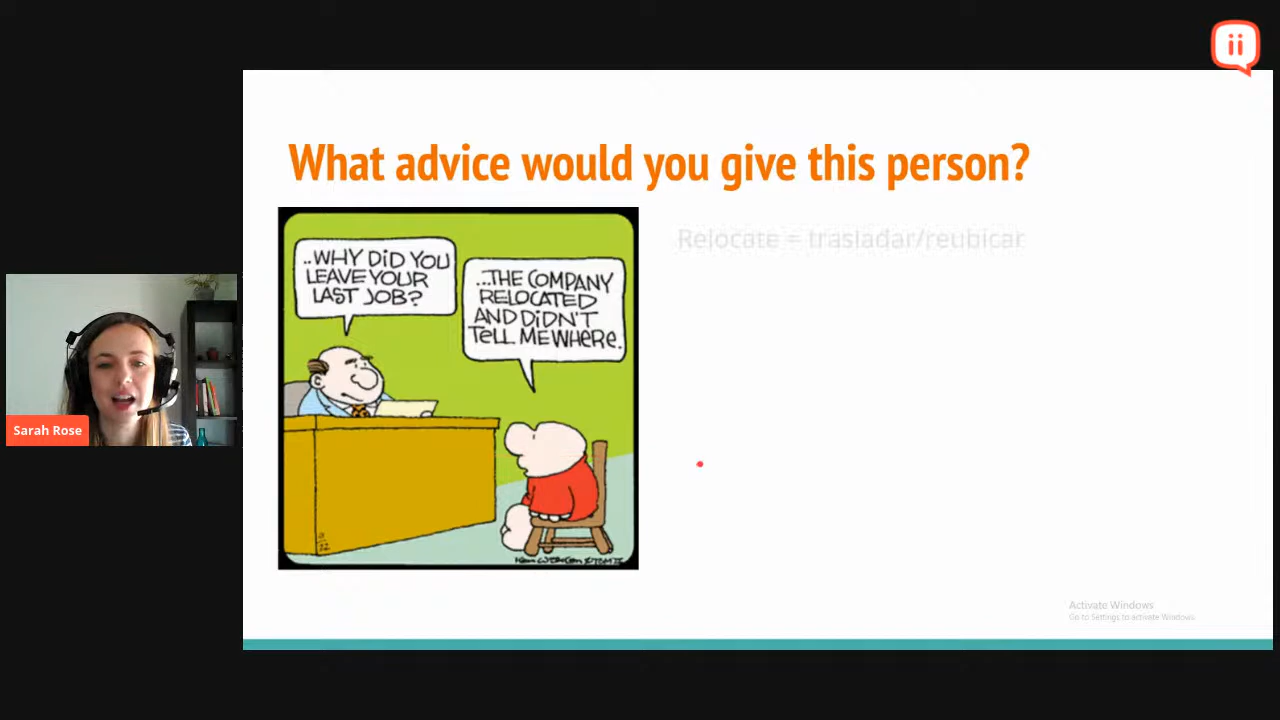 What advice would you give this person?
Relocate = trasladar/reubicar
..WHY DiD YOU
LEAVE YOUR
LAST JOB?
...THE COMPANY
RELOCATED
AND DiDN'T
TeLL ME WHeRe.
Sarah Rose
Activate Windows
Go to Settings to activate Windows.